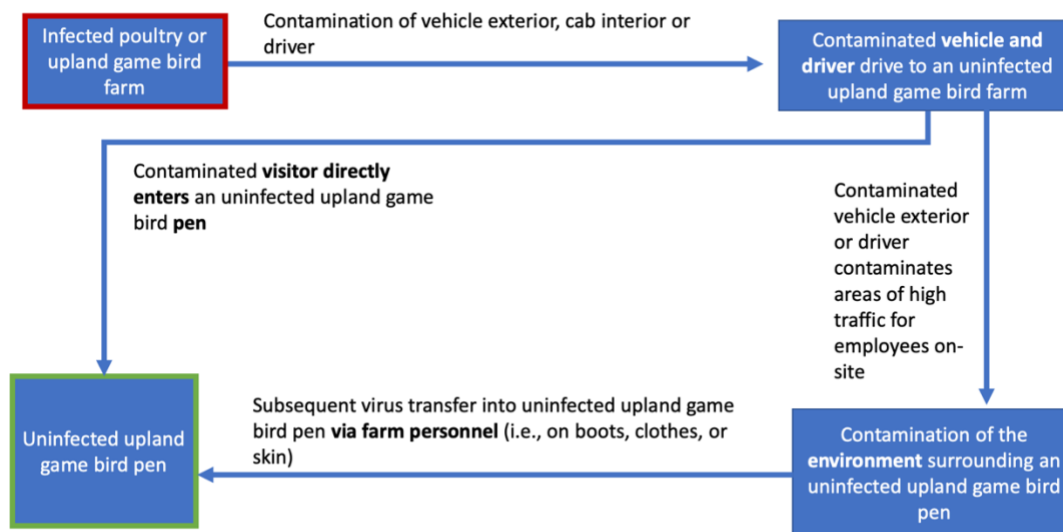 Infected poultry or
upland game bird
farm
Contamination of vehicle exterior, cab interior or
driver
Contaminated vehicle and
driver drive to an uninfected
upland game bird farm
Contaminated visitor directly
enters an uninfected upland game
bird pen
Contaminated
vehicle exterior
or driver
contaminates
areas of high
traffic for
employees on-
site
Uninfected upland
game bird pen
Subsequent virus transfer into uninfected upland game
bird pen via farm personnel (i.e., on boots, clothes, or
skin)
Contamination of the
environment surrounding an
uninfected upland game bird
pen